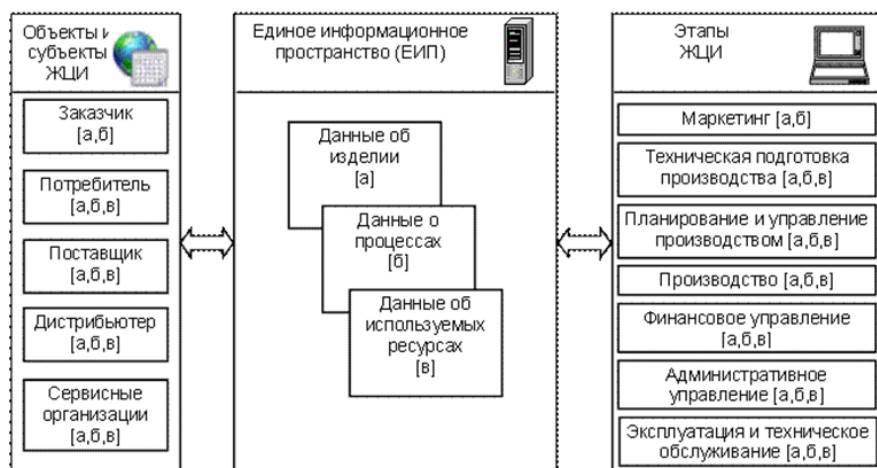 Объекты и
субъекты
ЖЦИ
Заказчик
[а,б]
Потребитель
[а,б,в]
Поставщик
[а,б,в]
Дистрибьютер
[а,б,в]
Сервисные
организации
[а,б,в]
Единое информационное
пространство (ЕИП)
Данные об
изделии
[а]
Данные о
процессах
[б]
Данные об
используемых
ресурсах
[в]
Этапы
ЖЦИ
Маркетинг [а,б]
Техническая подготовка
производства [а,б,в]
Планирование и управление
производством [а,б,в]
Производство [а,б,в]
Финансовое управление
[а,б,в]
Административное
управление [а,б,в]
Эксплуатация и техническое
обслуживание [а,б,в]